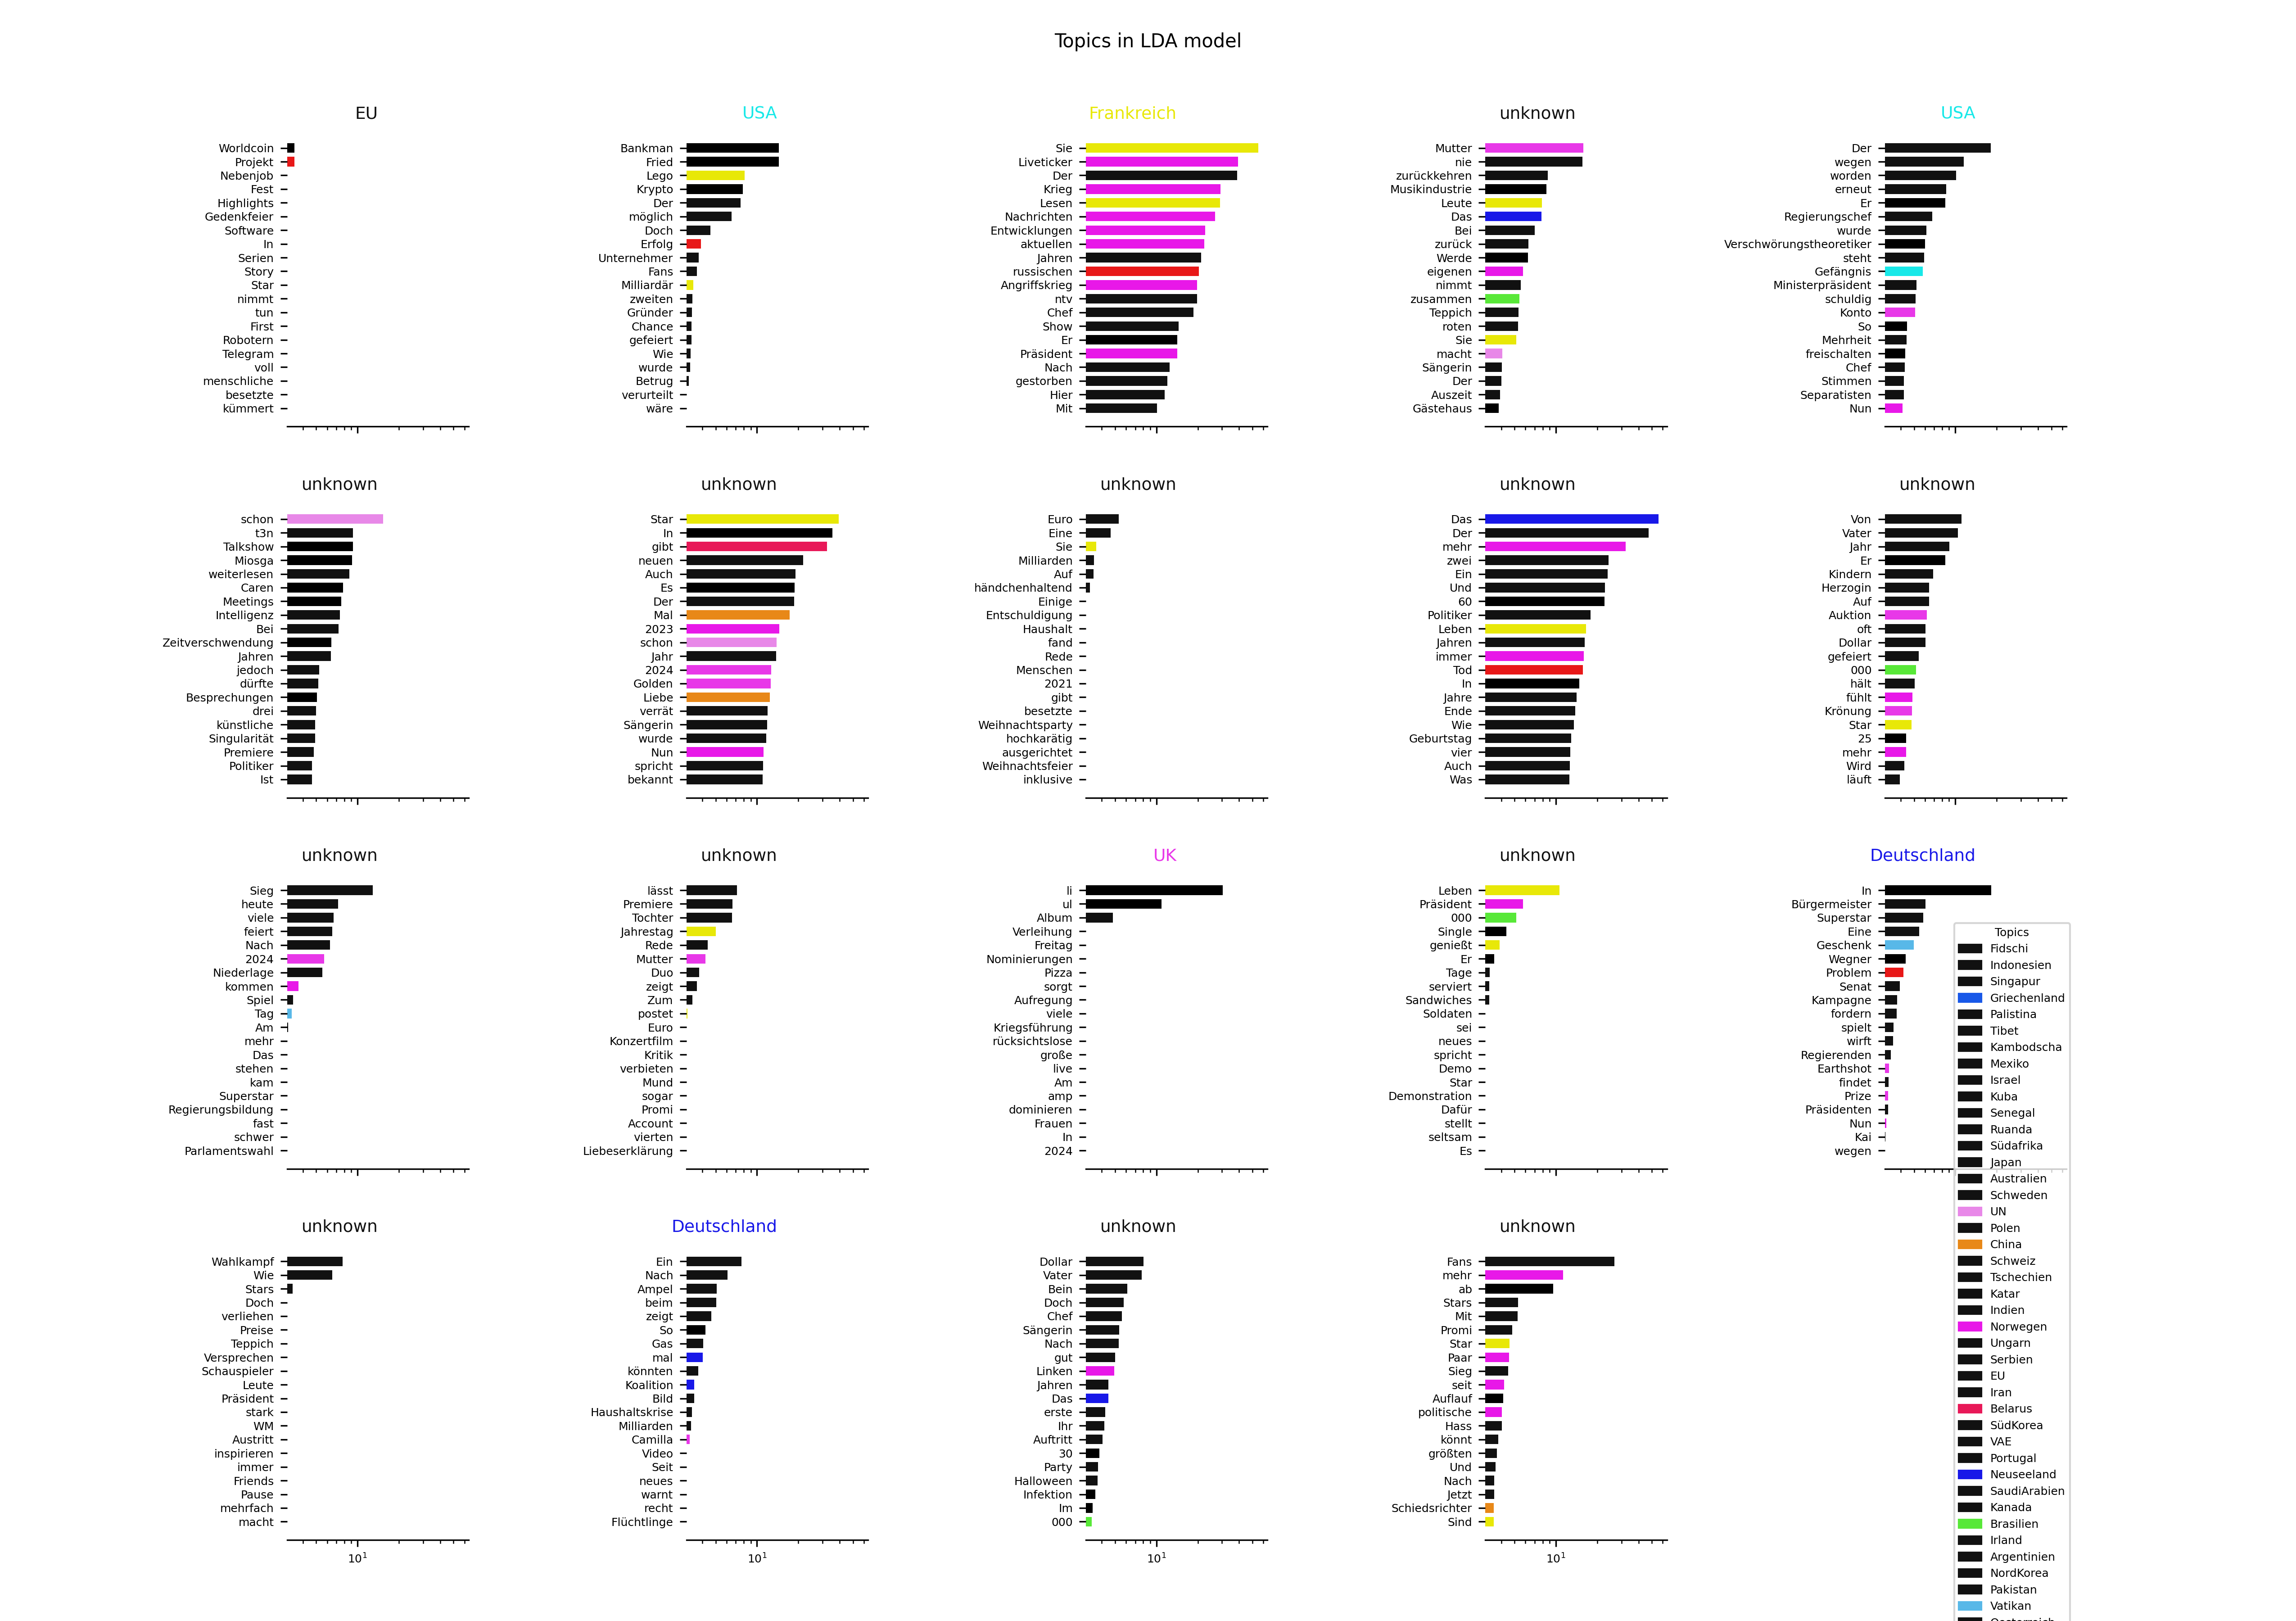 Topics in LDA model
EU
Worldcoin
Projekt
Nebenjob
Fest
Highlights
Gedenkfeier
Software
In
Serien
Story
Star
nimmt
tun
First
Robotern
Telegram
voll
menschliche
besetzte
kümmert
USA
Bankman
Fried
Lego
Krypto
Der
möglich
Doch
Erfolg
Unternehmer
Fans
Milliardär
zweiten
Gründer
Chance
gefeiert
Wie
wurde
Betrug
verurteilt
wäre
Frankreich
Sie
Liveticker
Der
Krieg
Lesen
Nachrichten
Entwicklungen
aktuellen
Jahren
russischen
Angriffskrieg
ntv
Chef
Show
Er
Präsident
Nach
gestorben
Hier
Mit
unknown
Mutter
nie
zurückkehren
Musikindustrie
Leute
Das
Bei
zurück
Werde
eigenen
nimmt
zusammen
Teppich
roten
Sie
macht
Sängerin
Der
Auszeit
Gästehaus
USA
Der
wegen
worden
erneut
Er
Regierungschef
wurde
Verschwörungstheoretiker
steht
Gefängnis
Ministerpräsident
schuldig
Konto
So
Mehrheit
freischalten
Chef
Stimmen
Separatisten
Nun
unknown
schon
t3n
Talkshow
Miosga
weiterlesen
Caren
Meetings
Intelligenz
Bei
Zeitverschwendung
Jahren
jedoch
dürfte
Besprechungen
drei
künstliche
Singularität
Premiere
Politiker
Ist
unknown
Star
In
gibt
neuen
Auch
Es
Der
Mal
2023
schon
Jahr
2024
Golden
Liebe
verrät
Sängerin
wurde
Nun
spricht
bekannt
unknown
Euro
Eine
Sie
Milliarden
Auf
händchenhaltend
Einige
Entschuldigung
Haushalt
fand
Rede
Menschen
2021
gibt
besetzte
Weihnachtsparty
hochkarätig
ausgerichtet
Weihnachtsfeier
inklusive
unknown
Das
Der
mehr
zwei
Ein
Und
60
Politiker
Leben
Jahren
immer
Tod
In
Jahre
Ende
Wie
Geburtstag
vier
Auch
Was
unknown
Von
Vater
Jahr
Er
Kindern
Herzogin
Auf
Auktion
oft
Dollar
gefeiert
000
hält
fühlt
Krönung
Star
25
mehr
Wird
läuft
unknown
Sieg
heute
viele
feiert
Nach
2024
Niederlage
kommen
Spiel
Tag
Am
mehr
Das
stehen
kam
Superstar
Regierungsbildung
fast
schwer
Parlamentswahl
unknown
lässt
Premiere
Tochter
Jahrestag
Rede
Mutter
Duo
zeigt
Zum
postet
Euro
Konzertfilm
Kritik
verbieten
Mund
sogar
Promi
Account
vierten
Liebeserklärung
UK
li
ul
Album
Verleihung
Freitag
Nominierungen
Pizza
sorgt
Aufregung
viele
Kriegsführung
rücksichtslose
große
live
Am
amp
dominieren
Frauen
In
2024
unknown
Leben
Präsident
000
Single
genießt
Er
Tage
serviert
Sandwiches
Soldaten
sei
neues
spricht
Demo
Star
Demonstration
Dafür
stellt
seltsam
Es
Deutschland
In
Bürgermeister
Superstar
Eine
Geschenk
Wegner
Problem
Senat
Kampagne
fordern
spielt
wirft
Regierenden
Earthshot
findet
Prize
Präsidenten
Nun
Kai
wegen
unknown
Wahlkampf
Wie
Stars
Doch
verliehen
Preise
Teppich
Versprechen
Schauspieler
Leute
Präsident
stark
WM
Austritt
inspirieren
immer
Friends
Pause
mehrfach
macht
10¹
Deutschland
Ein
Nach
Ampel
beim
zeigt
So
Gas
mal
könnten
Koalition
Bild
Haushaltskrise
Milliarden
Camilla
Video
Seit
neues
warnt
recht
Flüchtlinge
10¹
unknown
Dollar
Vater
Bein
Doch
Chef
Sängerin
Nach
gut
Linken
Jahren
Das
erste
Ihr
Auftritt
30
Party
Halloween
Infektion
Im
000
10¹
unknown
Fans
mehr
ab
Stars
Mit
Promi
Star
Paar
Sieg
seit
Auflauf
politische
Hass
könnt
größten
Und
Nach
Jetzt
Schiedsrichter
Sind
10¹
Topics
Fidschi
Indonesien
Singapur
Griechenland
Palistina
Tibet
Kambodscha
Mexiko
Israel
Kuba
Senegal
Ruanda
Südafrika
Japan
Australien
Schweden
UN
Polen
China
Schweiz
Tschechien
Katar
Indien
Norwegen
Ungarn
Serbien
EU
Iran
Belarus
SüdKorea
VAE
Portugal
Neuseeland
SaudiArabien
Kanada
Brasilien
Irland
Argentinien
NordKorea
Pakistan
Vatikan